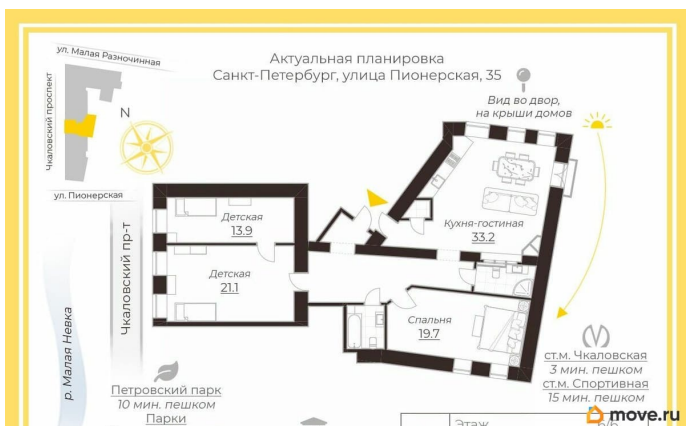 ул. Малая Разночинная
Актуальная планировка
Санкт-Петербург, улица Пионерская, 35
Чкаловский проспект
N
Вид во двор,
на крыши домов
ул. Пионерская
Чкаловский пр-т
р. Малая Невка
Детская
13.9
Детская
21.1
Кухня-гостиная
33.2
Спальня
19.7
ст.м. Чкаловская
3 мин. пешком
ст.м. Спортивная
15 мин. пешком
Петровский парк
10 мин. пешком
Парки
Этаж
move.ru